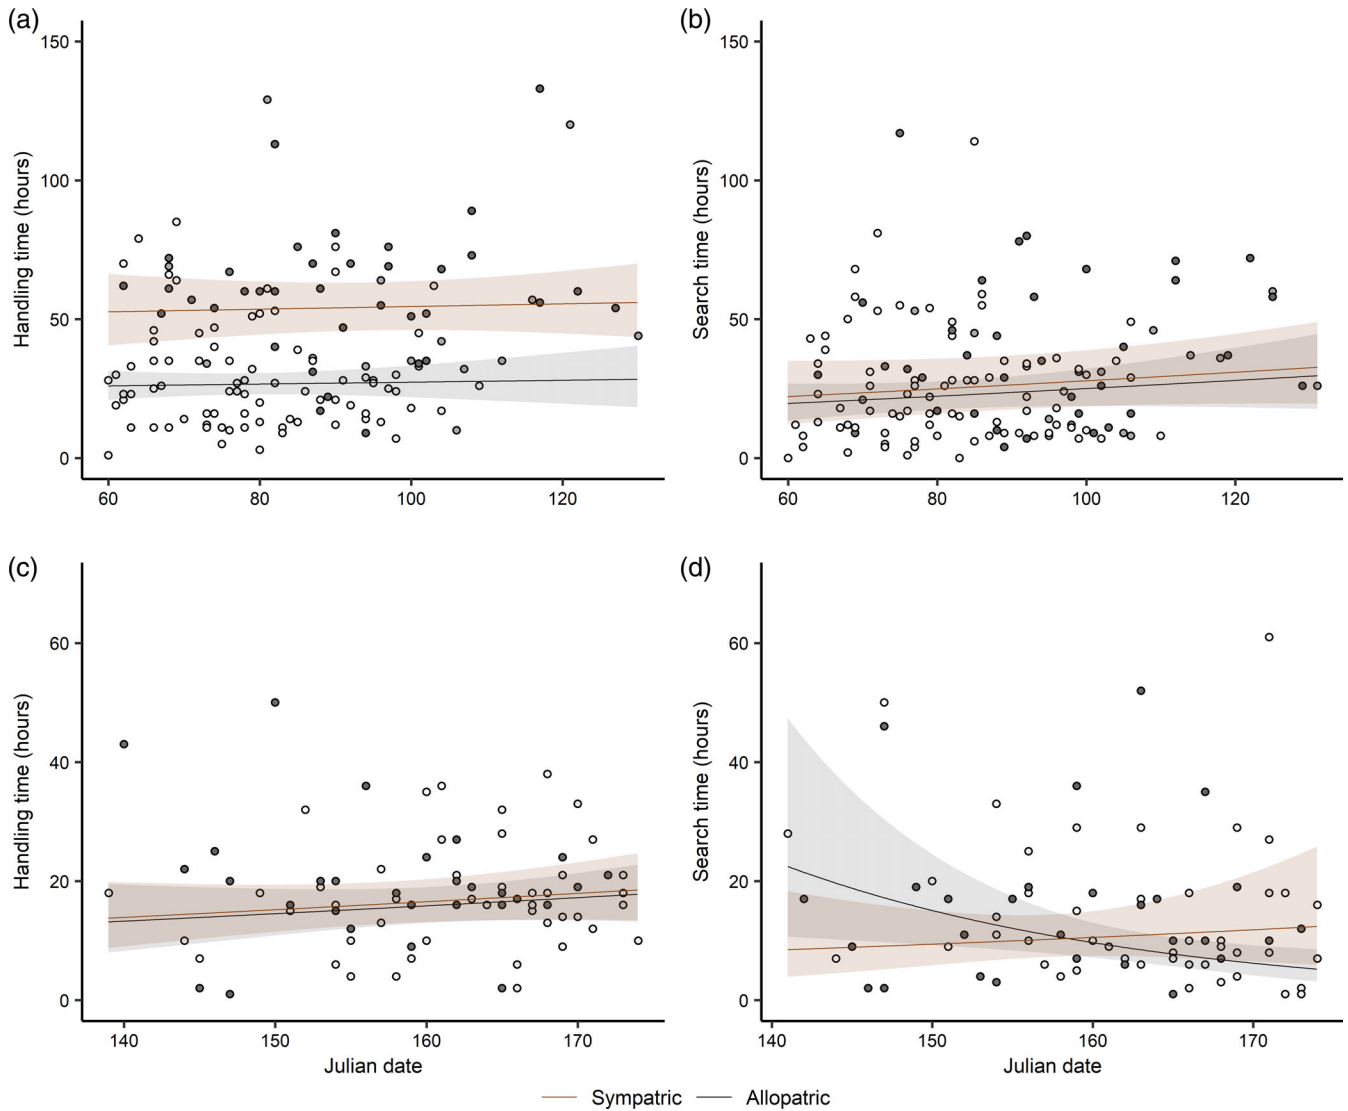 (a)
Handling time (hours)
150
100
50
0
60 80 100 120
(b)
Search time (hours)
150
100
50
0
60 80 100 120
(c)
Handling time (hours)
60
40
20
0
140 150 160 170
Julian date
(d)
Search time (hours)
60
40
20
0
140 150 160 170
Julian date
Sympatric Allopatric